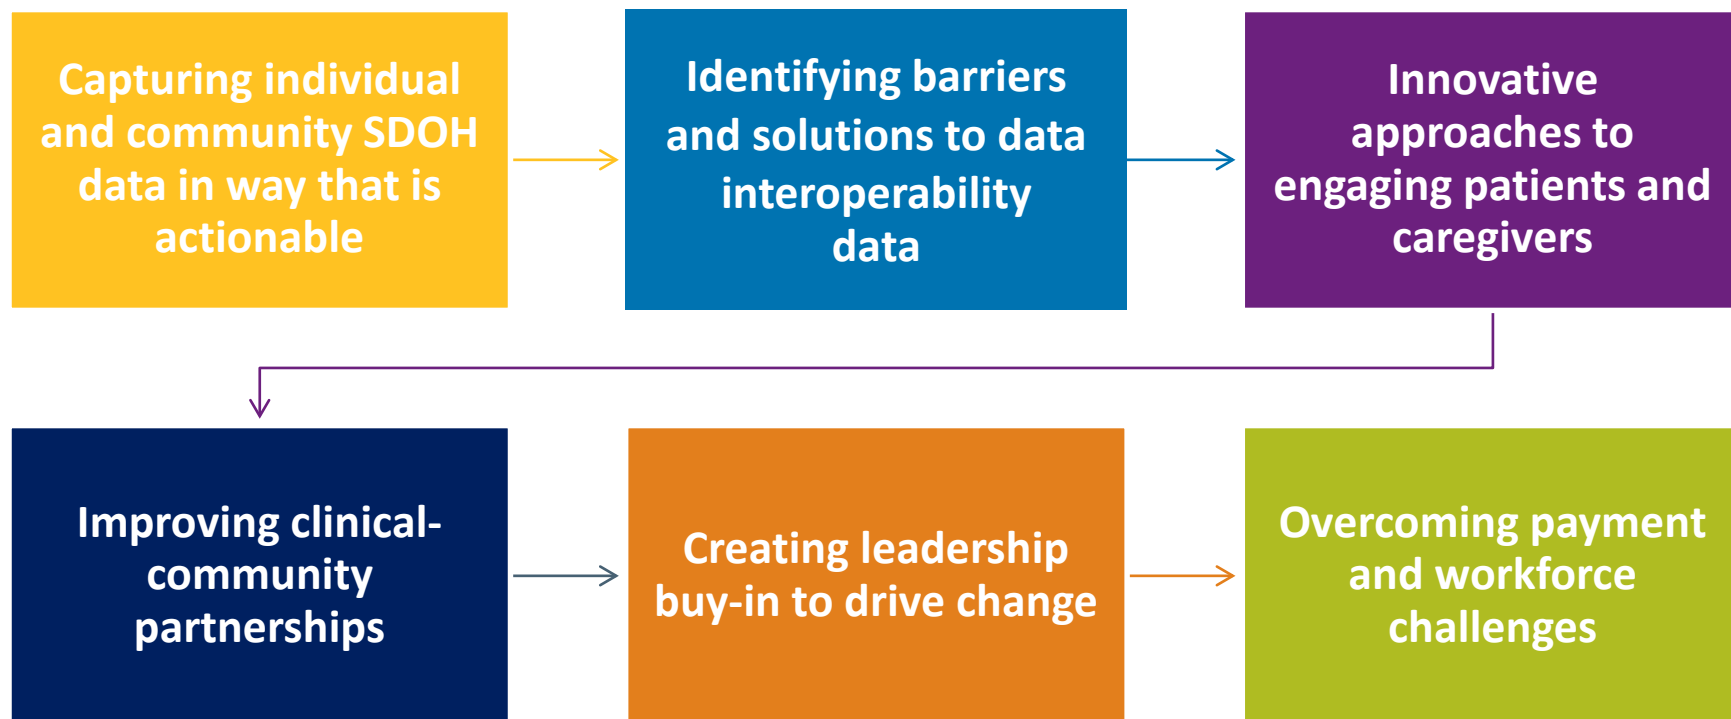 Capturing individual
and community SDOH
data in way that is
actionable
Identifying barriers
and solutions to data
interoperability
data
Innovative
approaches to
engaging patients and
caregivers
Improving clinical-
community
partnerships
Creating leadership
buy-in to drive change
Overcoming payment
and workforce
challenges